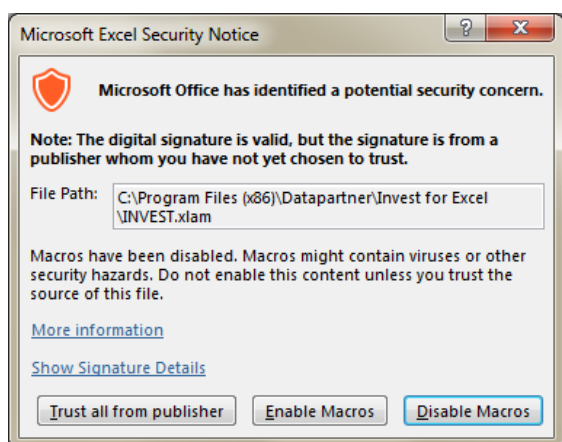 Microsoft Excel Security Notice
?
Microsoft Office has identified a potential security concern.
Note: The digital signature is valid, but the signature is from a
publisher whom you have not yet chosen to trust.
File Path: C:\Program Files (x86)\Datapartner\Invest for Excel
\INVEST.xlam
Macros have been disabled. Macros might contain viruses or other
security hazards. Do not enable this content unless you trust the
source of this file.
More information
Show Signature Details
Trust all from publisher Enable Macros Disable Macros